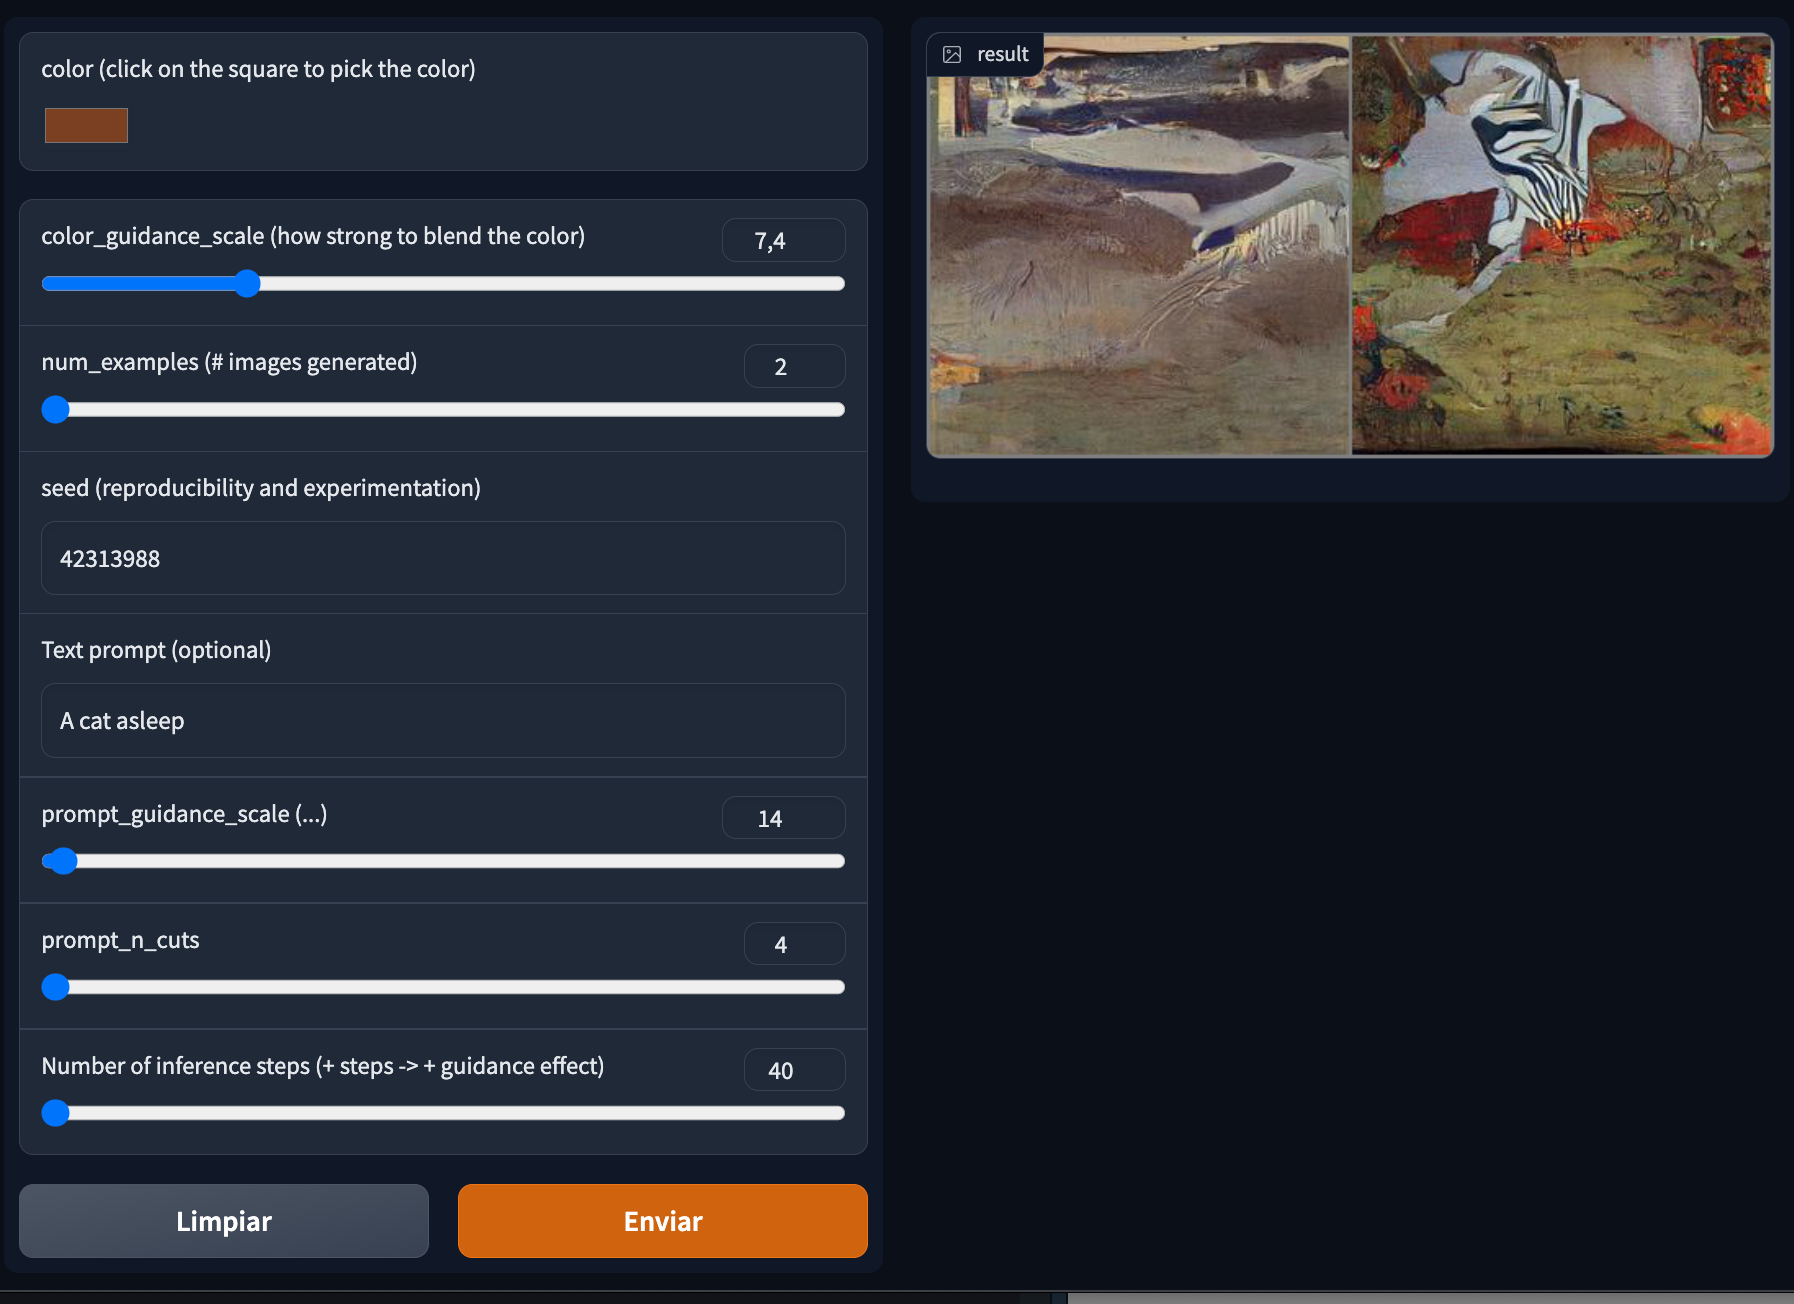 color (click on the square to pick the color)
color_guidance_scale (how strong to blend the color)
7,4
num_examples (# images generated)
2
seed (reproducibility and experimentation)
42313988
Text prompt (optional)
A cat asleep
prompt_guidance_scale (...)
14
prompt_n_cuts
4
Number of inference steps (+ steps -> + guidance effect)
40
Limpiar
Enviar
result